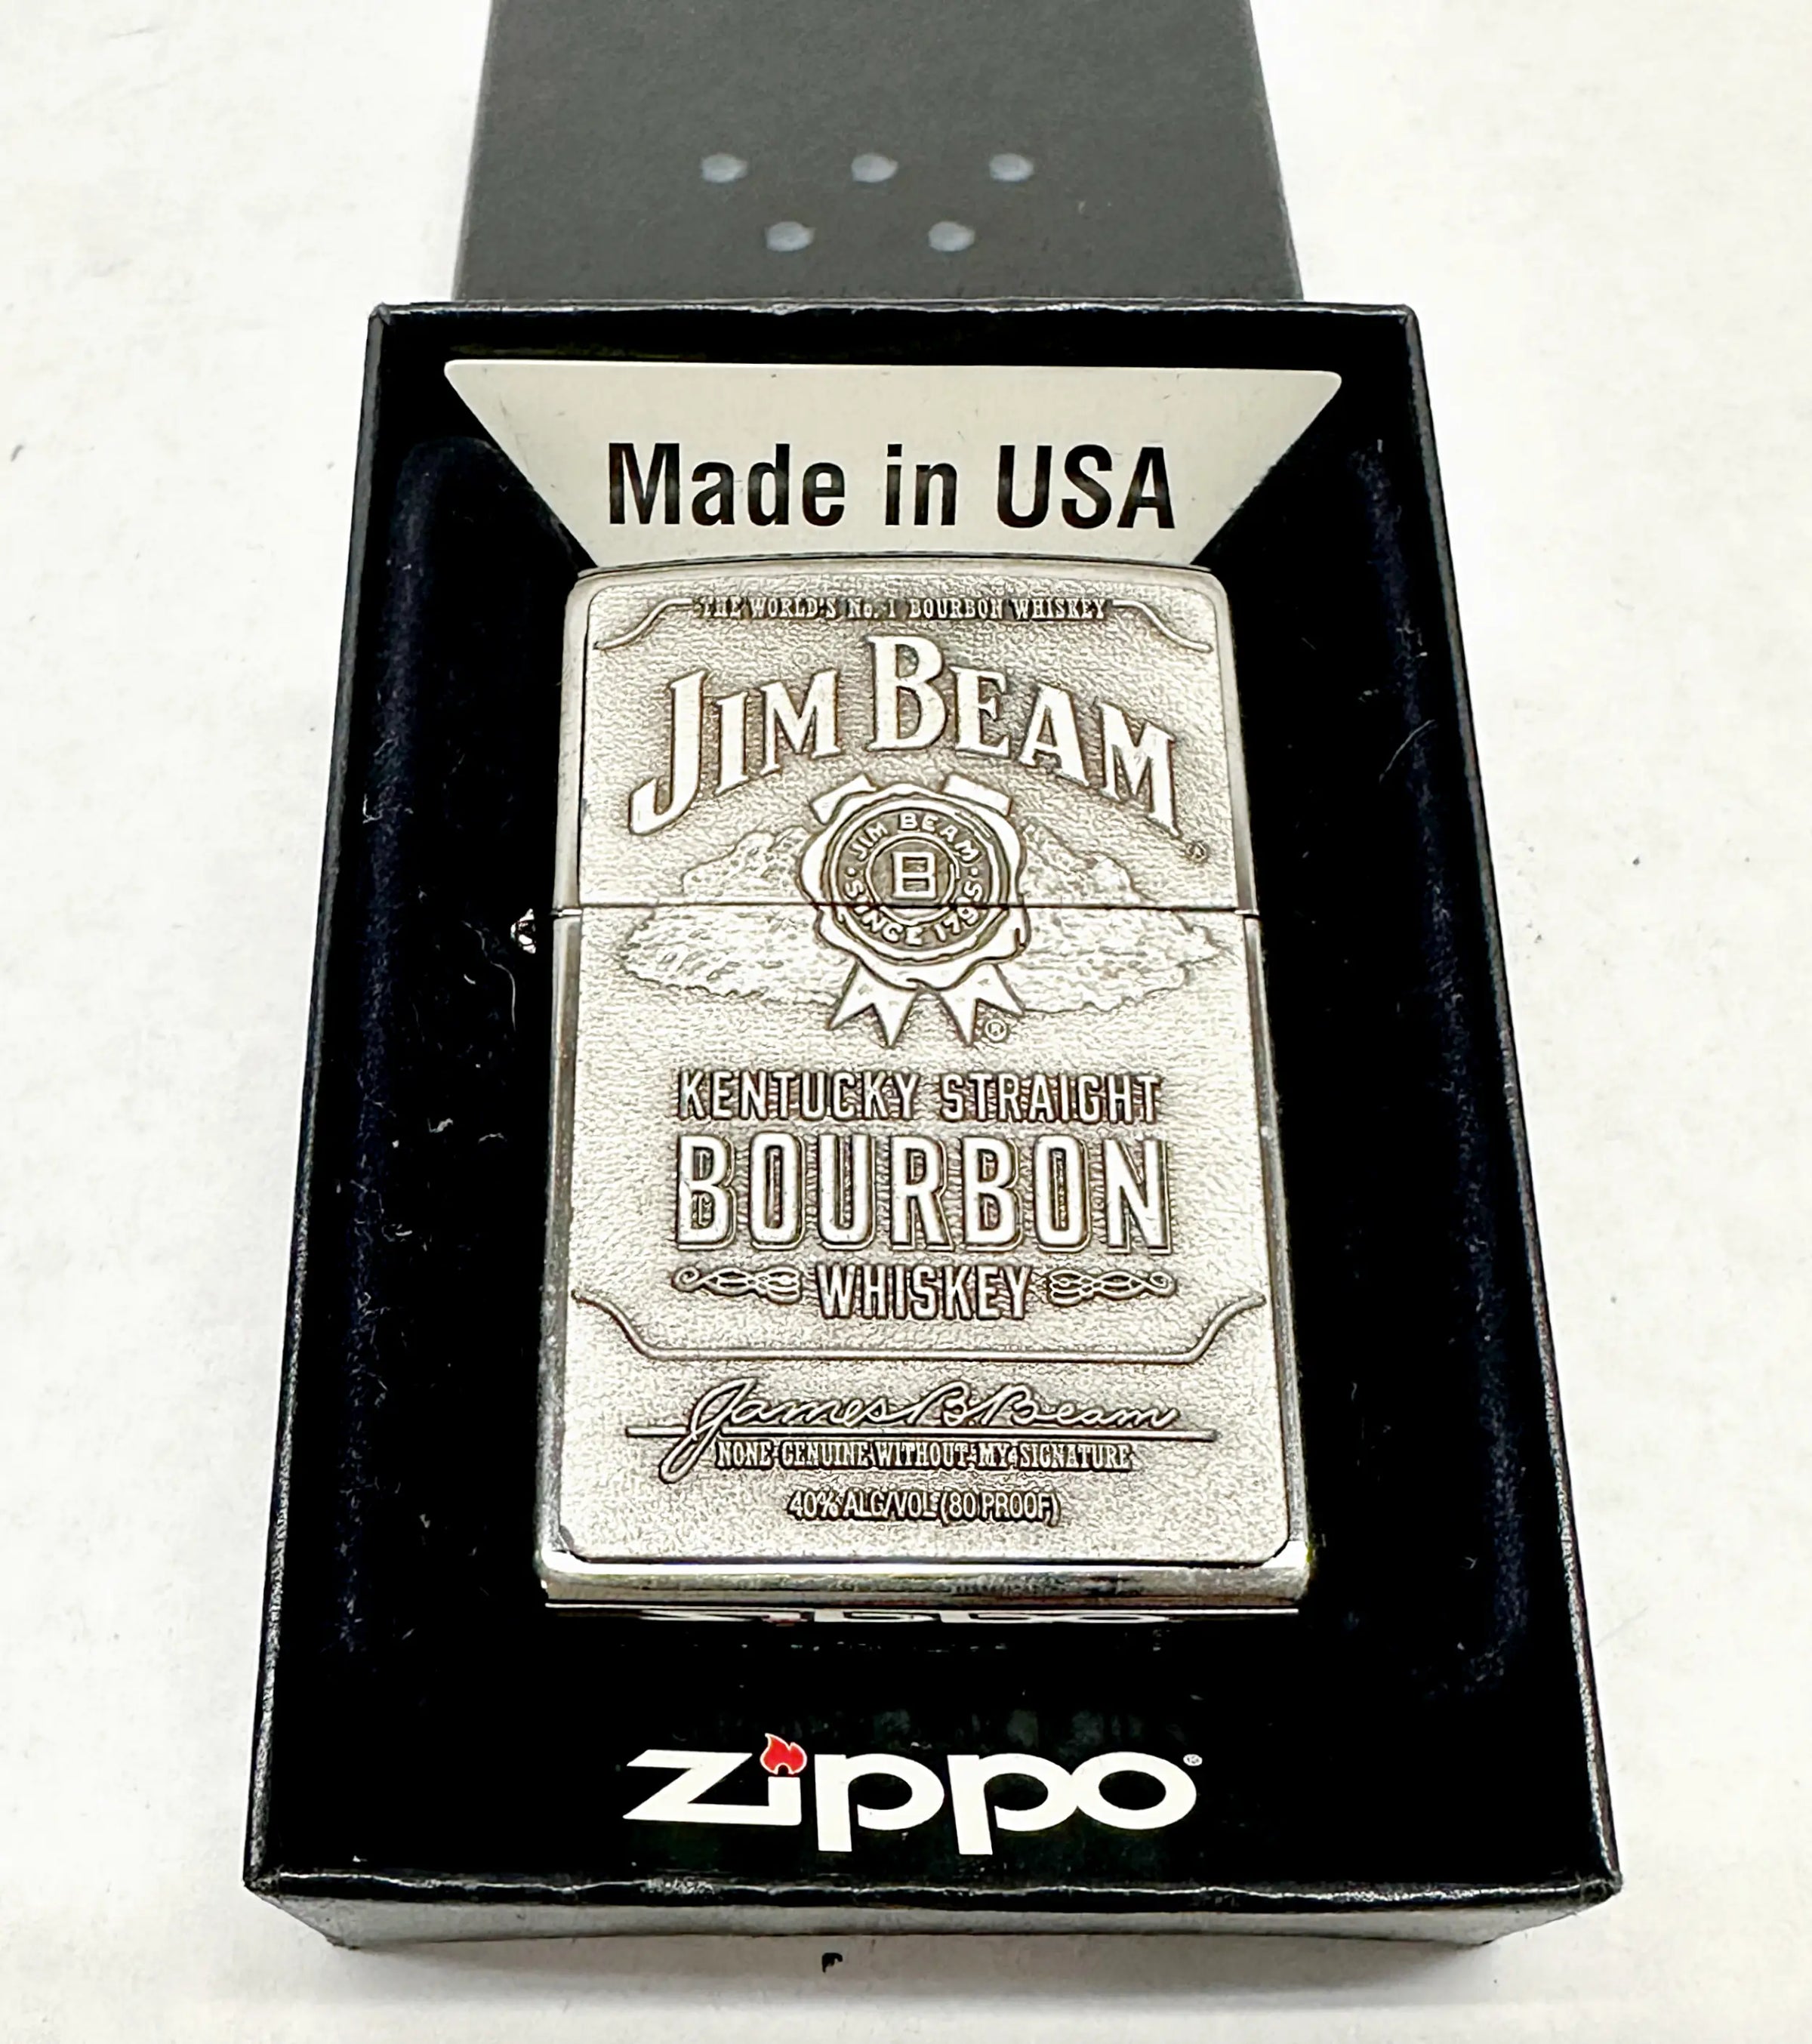 Made in USA
THE WORLD'S No. 1 BOURBON WHISKEY
JIM BEAM
®
JIM BEAM
B
SINCE 1795
®
KENTUCKY STRAIGHT
BOURBON
WHISKEY
James B. Beam
NONE GENUINE WITHOUT MY SIGNATURE
40% ALC/VOL (80 PROOF)
zippo
zippo®